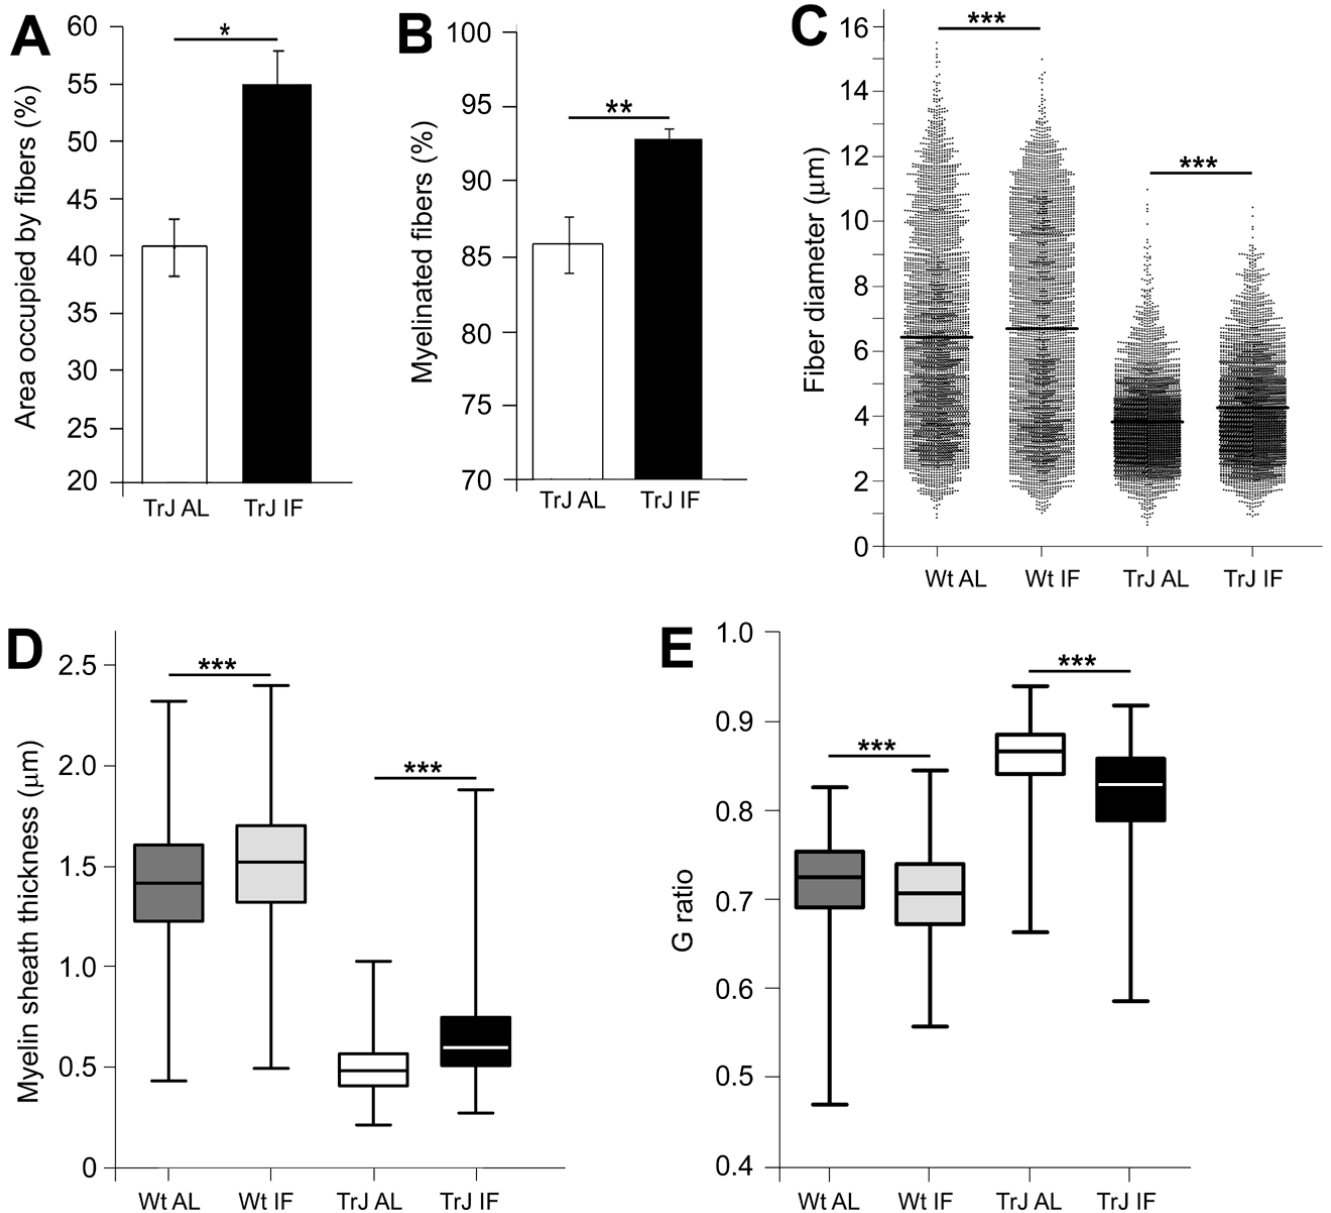 A
Area occupied by fibers (%)
60
55
50
45
40
35
30
25
20
*
TrJ AL
TrJ IF
B
Myelinated fibers (%)
100
95
90
85
80
75
70
**
TrJ AL
TrJ IF
C
Fiber diameter (μm)
16
14
12
10
8
6
4
2
0
***
***
Wt AL
Wt IF
TrJ AL
TrJ IF
D
Myelin sheath thickness (μm)
2.5
2.0
1.5
1.0
0.5
0
***
***
Wt AL
Wt IF
TrJ AL
TrJ IF
E
G ratio
1.0
0.9
0.8
0.7
0.6
0.5
0.4
***
***
Wt AL
Wt IF
TrJ AL
TrJ IF